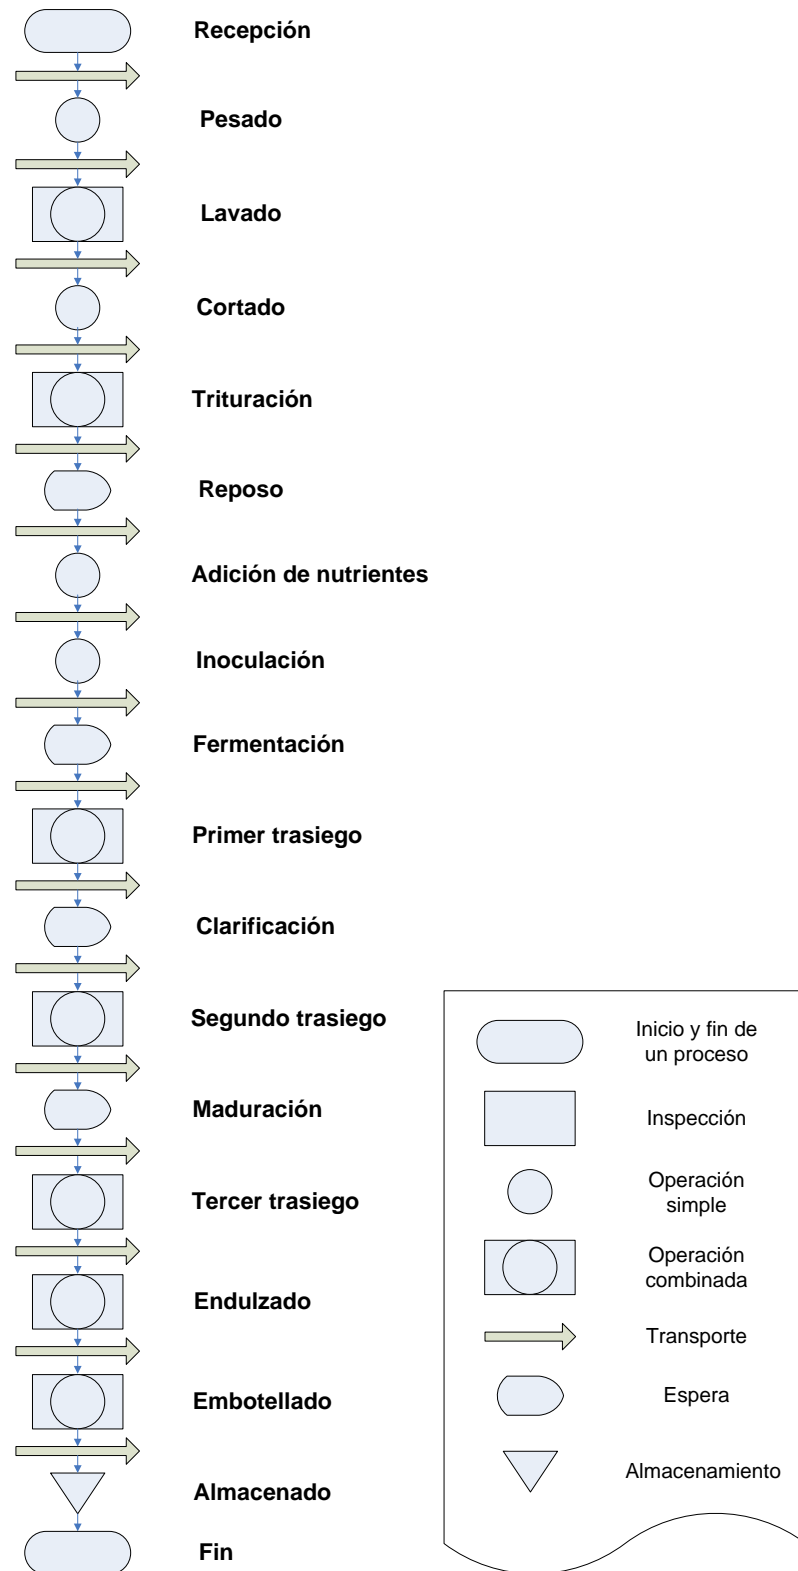 Recepción
Pesado
Lavado
Cortado
Trituración
Reposo
Adición de nutrientes
Inoculación
Fermentación
Primer trasiego
Clarificación
Segundo trasiego
Maduración
Tercer trasiego
Endulzado
Embotellado
Almacenado
Fin
Inicio y fin de
un proceso
Inspección
Operación
simple
Operación
combinada
Transporte
Espera
Almacenamiento